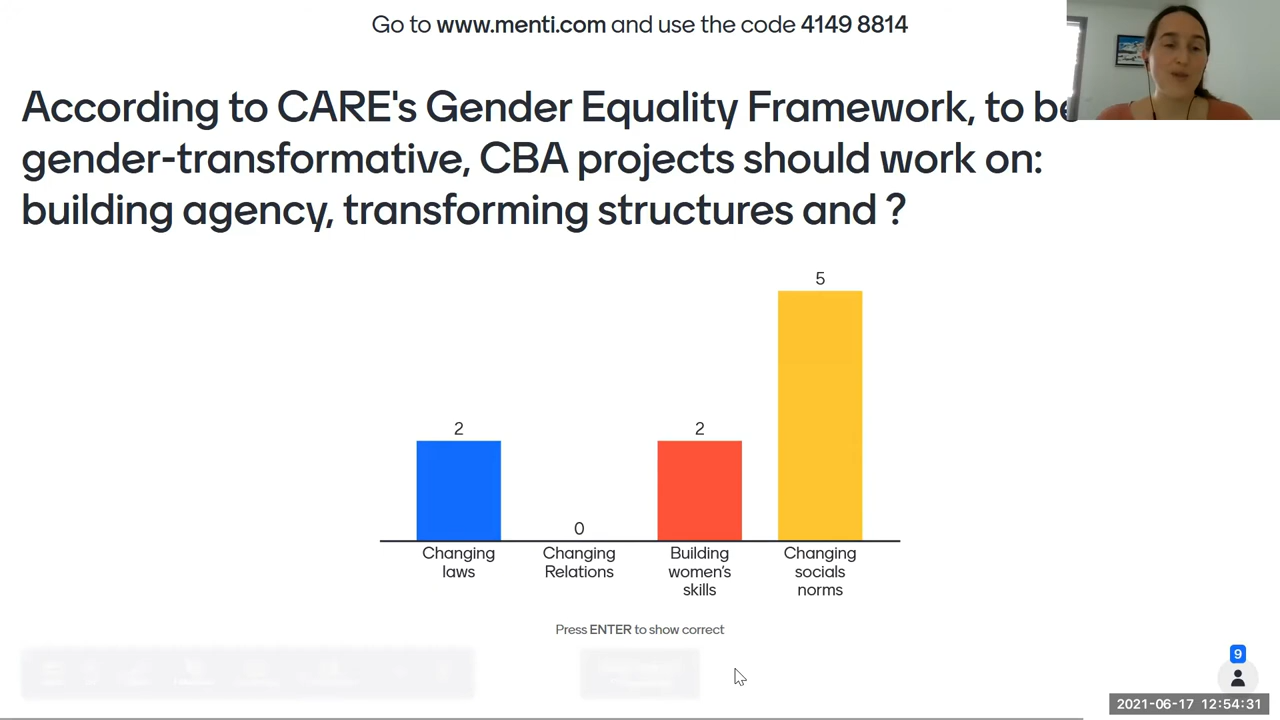 Go to www.menti.com and use the code 4149 8814
According to CARE's Gender Equality Framework, to be
gender-transformative, CBA projects should work on:
building agency, transforming structures and ?
5
2
2
0
Changing
laws
Changing
Relations
Building
women's
skills
Changing
socials
norms
Press ENTER to show correct
9
2021-06-17 12:54:31